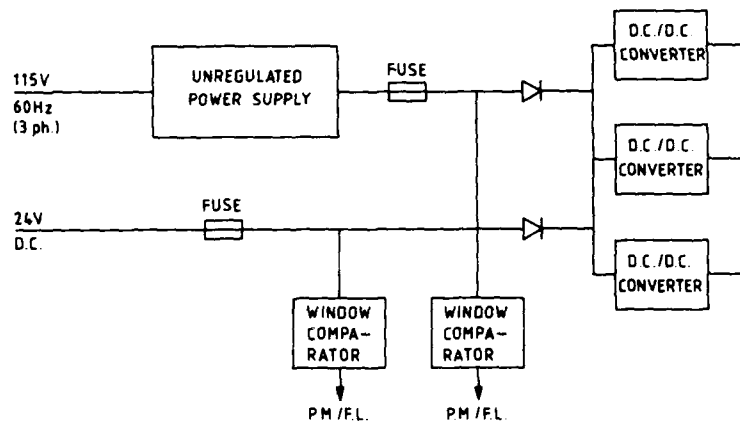 D.C./D.C.
CONVERTER
115V
60Hz
(3 ph.)
UNREGULATED
POWER SUPPLY
FUSE
D.C./D.C.
CONVERTER
24V
D.C.
FUSE
D.C./D.C.
CONVERTER
WINDOW
COMPA-
RATOR
WINDOW
COMPA-
RATOR
P.M/F.L.
P.M/F.L.